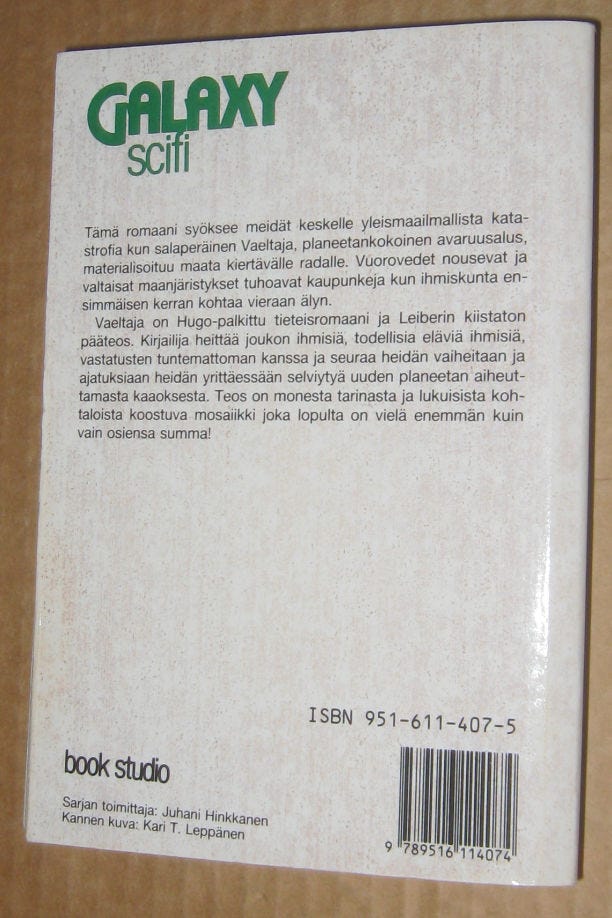 GALAXY
scifi
Tämä romaani syöksee meidät keskelle yleismaailmallista kata-
strofia kun salaperäinen Vaeltaja, planeetankokoinen avaruusalus,
materialisoituu maata kiertävälle radalle. Vuorovedet nousevat ja
valtaisat maanjäristykset tuhoavat kaupunkeja kun ihmiskunta en-
simmäisen kerran kohtaa vieraan älyn.
Vaeltaja on Hugo-palkittu tieteisromaani ja Leiberin kiistaton
pääteos. Kirjailija heittää joukon ihmisiä, todellisia eläviä ihmisiä,
vastatusten tuntemattoman kanssa ja seuraa heidän vaiheitaan ja
ajatuksiaan heidän yrittäessään selviytyä uuden planeetan aiheut-
tamasta kaaoksesta. Teos on monesta tarinasta ja lukuisista koh-
taloista koostuva mosaiikki joka lopulta on vielä enemmän kuin
vain osiensa summa!
ISBN 951-611-407-5
book studio
Sarjan toimittaja: Juhani Hinkkanen
Kannen kuva: Kari T. Leppänen
9 789516 114074